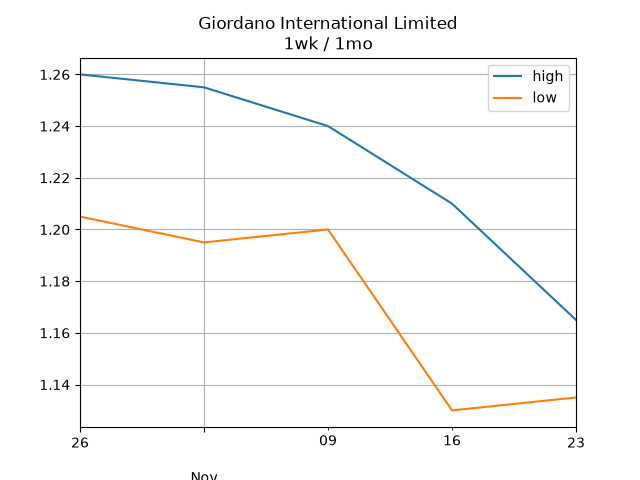 Giordano International Limited
1wk / 1mo
high
low
1.26
1.24
1.22
1.20
1.18
1.16
1.14
26
09
16
23
Nov